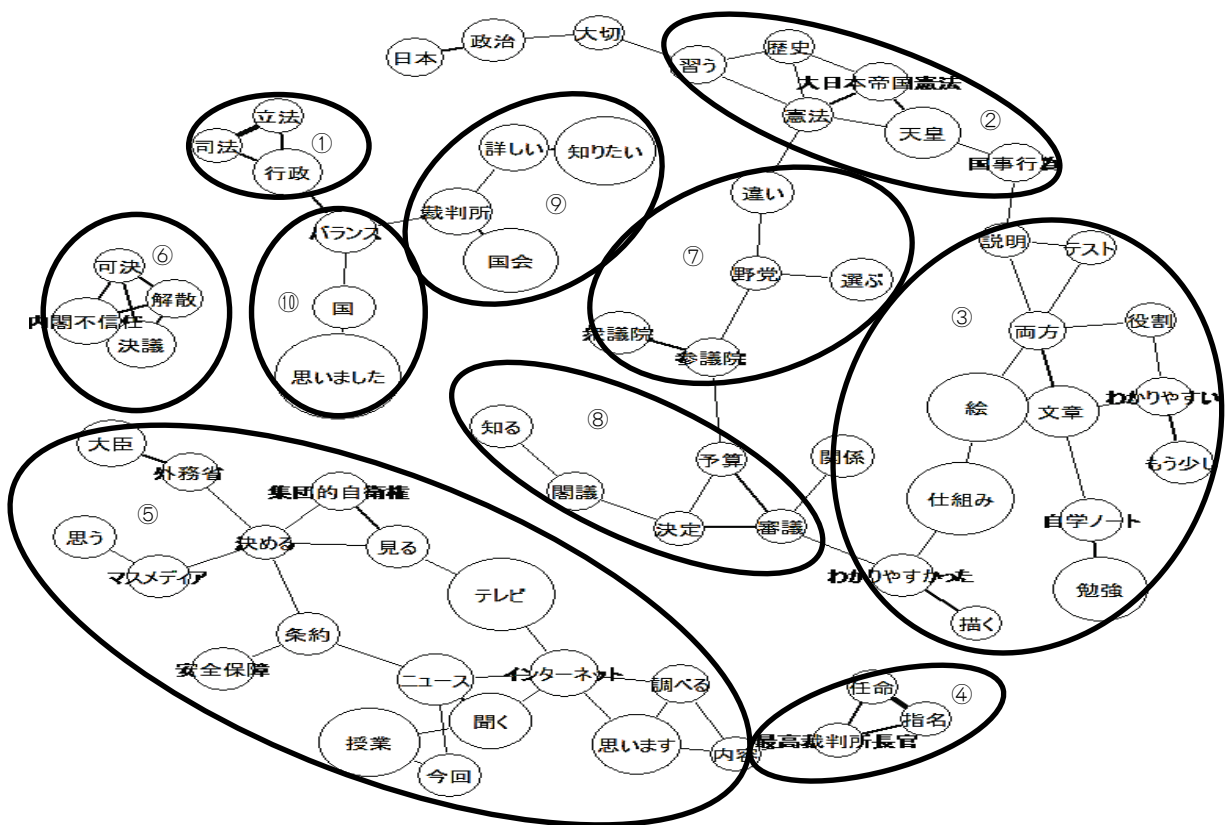 日本
政治
大切
習う
歴史
大日本帝国憲法
憲法
天皇
②
国事行為
立法
司法
①
行政
詳しい
知りたい
裁判所
⑨
国会
バランス
国
⑩
思いました
違い
⑦
野党
選ぶ
衆議院
参議院
⑥
可決
解散
内閣不信任
決議
説明
テスト
③
両方
役割
絵
文章
わかりやすい
もう少し
仕組み
自学ノート
わかりやすかった
勉強
描く
知る
⑧
予算
関係
閣議
決定
審議
大臣
外務省
集団的自衛権
⑤
思う
決める
見る
マスメディア
テレビ
条約
安全保障
ニュース
インターネット
調べる
聞く
授業
思います
内容
今回
任命
④
指名
最高裁判所長官